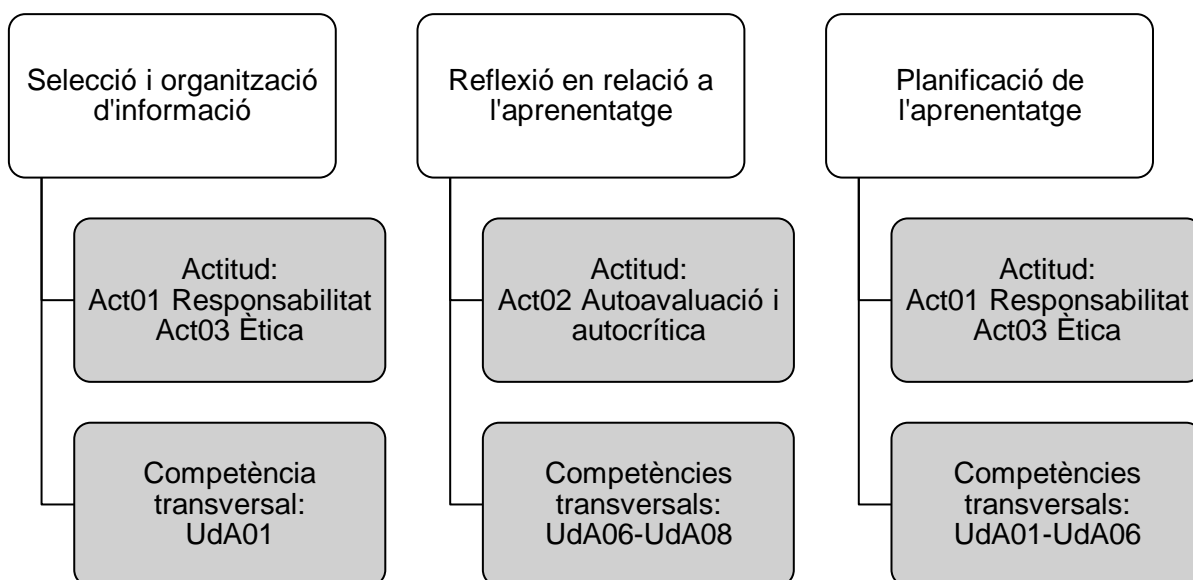 Selecció i organització
d'informació
Actitud:
Act01 Responsabilitat
Act03 Ètica
Competència
transversal:
UdA01
Reflexió en relació a
l'aprenentatge
Actitud:
Act02 Autoavaluació i
autocrítica
Competències
transversals:
UdA06-UdA08
Planificació de
l'aprenentatge
Actitud:
Act01 Responsabilitat
Act03 Ètica
Competències
transversals:
UdA01-UdA06